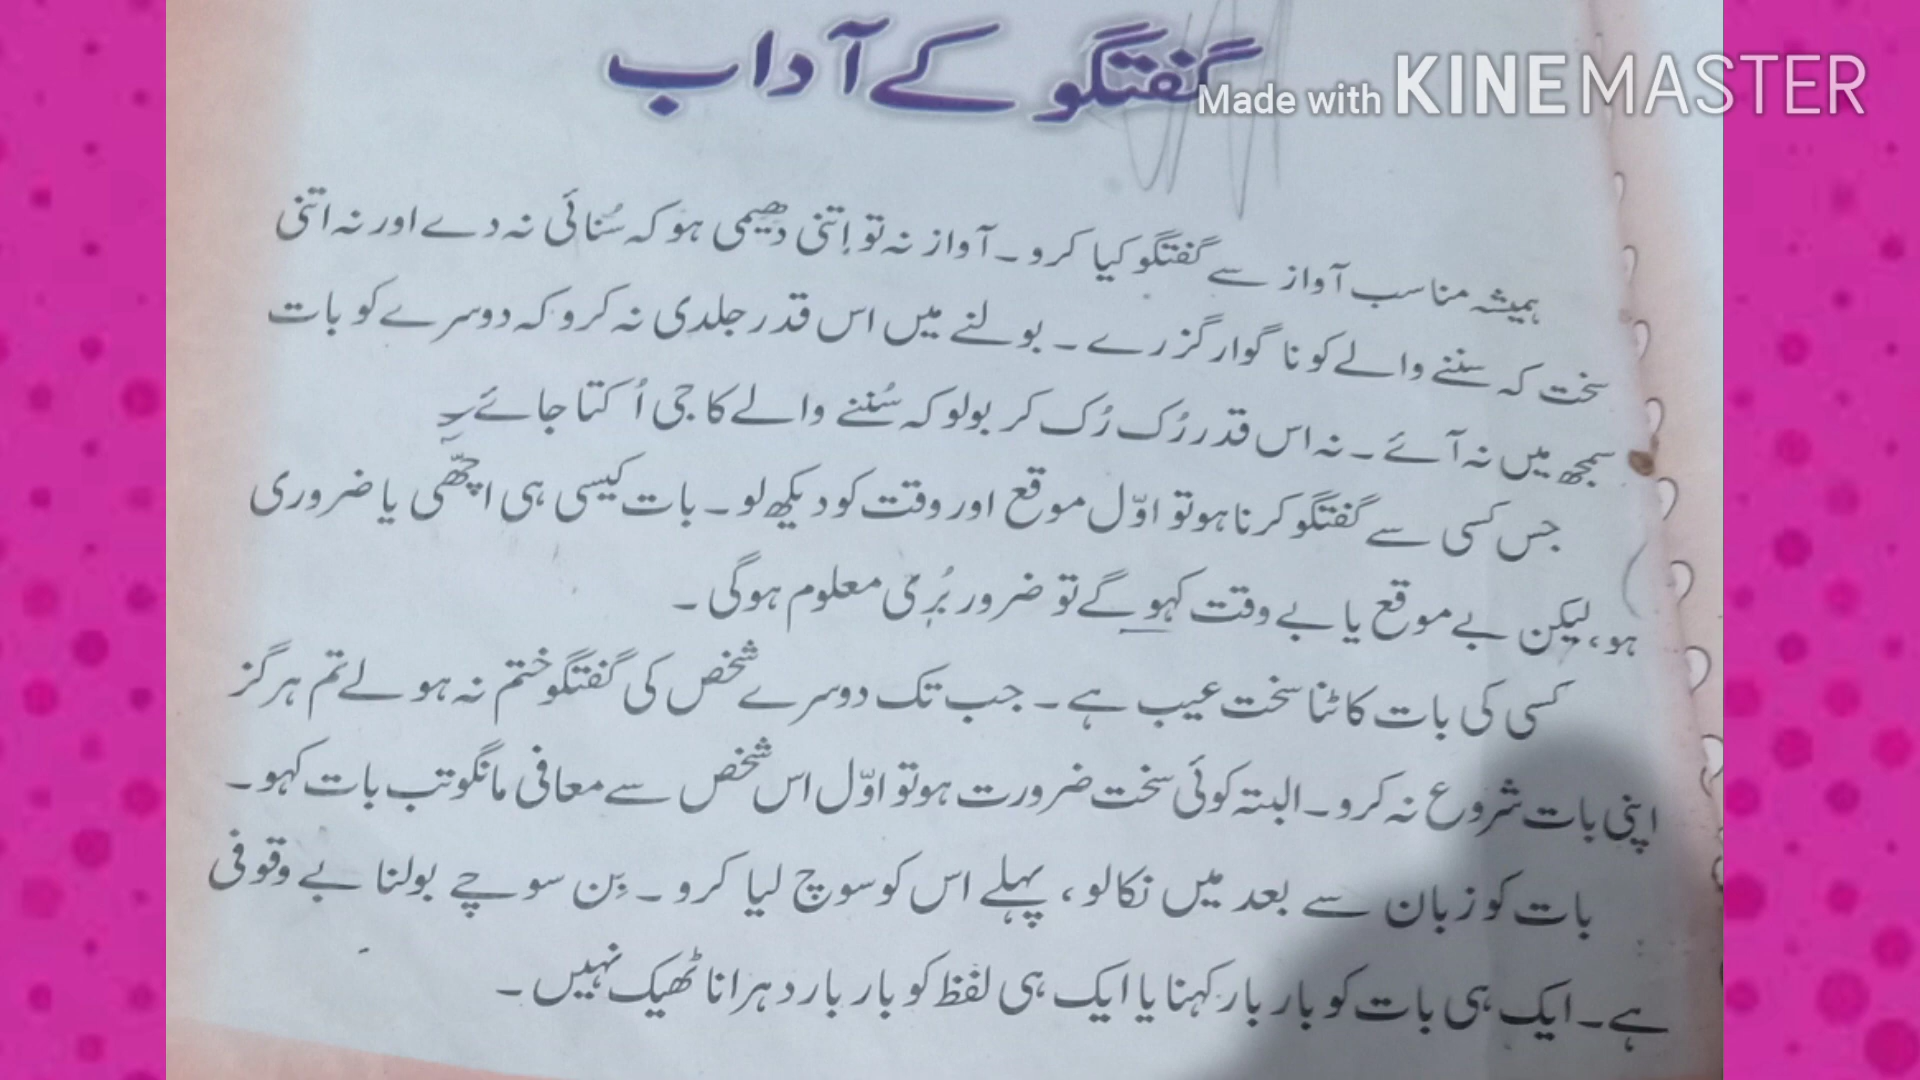 گفتگو کے آداب
Made with KINEMASTER
ہمیشہ مناسب آواز سے گفتگو کیا کرو۔ آواز نہ تو اِتنی دھیمی ہو کہ سُنائی نہ دے اور نہ اتنی
سخت کہ سننے والے کو ناگوار گزرے۔ بولنے میں اس قدر جلدی نہ کرو کہ دوسرے کو بات
سمجھ میں نہ آئے۔ نہ اس قدر رُک رُک کر بولو کہ سُننے والے کا جی اُکتا جائے۔
جس کسی سے گفتگو کرنا ہو تو اوّل موقع اور وقت کو دیکھ لو۔ بات کیسی ہی اچھّی یا ضروری
ہو، لیکن بے موقع یا بے وقت کہو گے تو ضرور بُری معلوم ہوگی۔
کسی کی بات کاٹنا سخت عیب ہے۔ جب تک دوسرے شخص کی گفتگو ختم نہ ہولے تم ہرگز
اپنی بات شروع نہ کرو۔ البتہ کوئی سخت ضرورت ہو تو اوّل اس شخص سے معافی مانگو تب بات کہو۔
بات کو زبان سے بعد میں نکالو، پہلے اس کو سوچ لیا کرو۔ بِن سوچے بولنا بے وقوفی
ہے۔ ایک ہی بات کو بار بار کہنا یا ایک ہی لفظ کو بار بار دہرانا ٹھیک نہیں۔